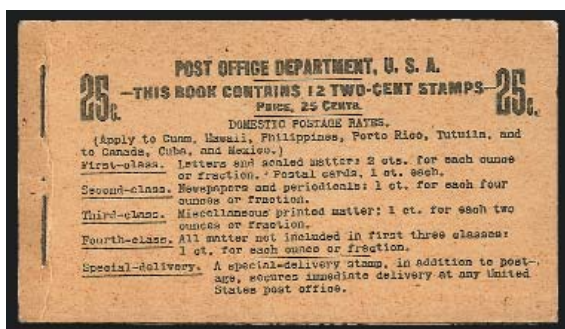 POST OFFICE DEPARTMENT, U. S. A.
25c. —THIS BOOK CONTAINS 12 TWO-CENT STAMPS— 25c.
PRICE, 25 CENTS.
DOMESTIC POSTAGE RATES.
(Apply to Guam, Hawaii, Philippines, Porto Rico, Tutuila, and
to Canada, Cuba, and Mexico.)
First-class. Letters and sealed matter: 2 cts. for each ounce
or fraction. Postal cards, 1 ct. each.
Second-class. Newspapers and periodicals: 1 ct. for each four
ounces or fraction.
Third-class. Miscellaneous printed matter: 1 ct. for each two
ounces or fraction.
Fourth-class. All matter not included in first three classes:
1 ct. for each ounce or fraction.
Special-delivery. A special-delivery stamp, in addition to post-
age, secures immediate delivery at any United
States post office.